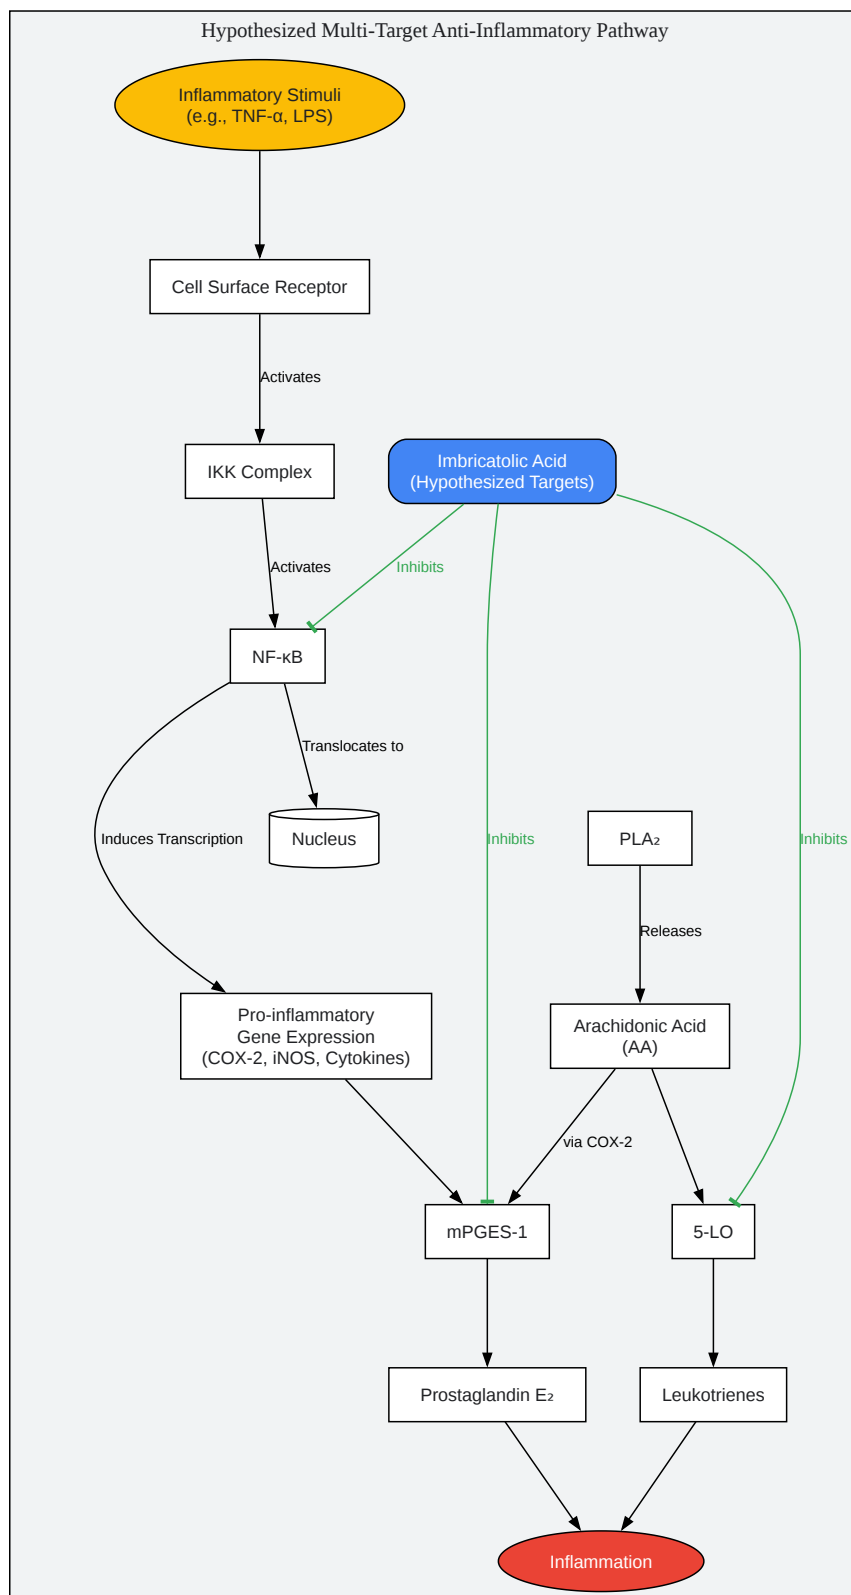 Hypothesized Multi-Target Anti-Inflammatory Pathway
Inflammatory Stimuli
(e.g., TNF-α, LPS)
Cell Surface Receptor
Activates
IKK Complex
Imbricatolic Acid
(Hypothesized Targets)
Activates
Inhibits
NF-κB
Translocates to
Induces Transcription
Nucleus
Inhibits
PLA₂
Inhibits
Releases
Pro-inflammatory
Gene Expression
(COX-2, iNOS, Cytokines)
Arachidonic Acid
(AA)
via COX-2
mPGES-1
5-LO
Prostaglandin E₂
Leukotrienes
Inflammation